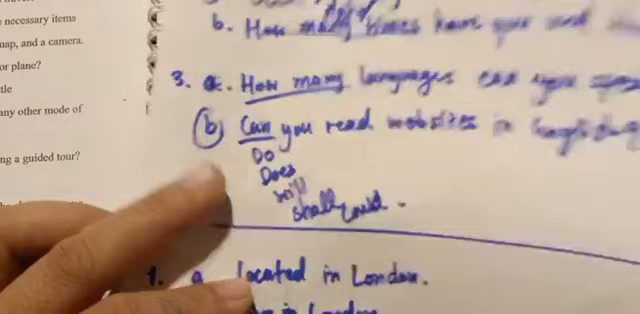 necessary items
map, and a camera.
or plane?
tle
any other mode of
ng a guided tour?
b. How many times have you
3. a. How many languages can you
b Can you read websites in
Do
Does
will
shall could.
1. a located in London.
in London